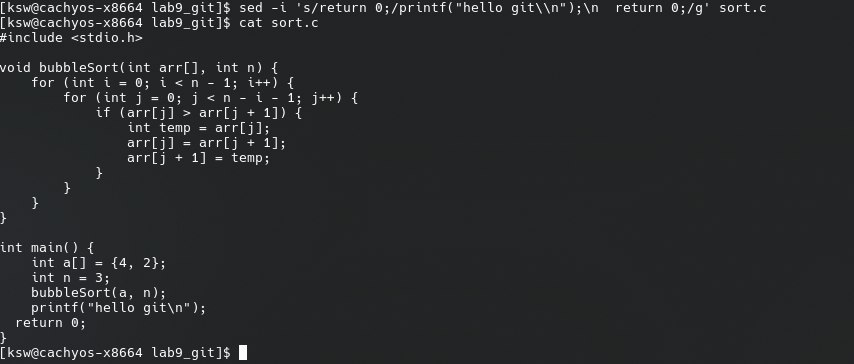 [ksw@cachyos-x8664 lab9_git]$ sed -i 's/return 0;/printf("hello git\\n");\n  return 0;/g' sort.c
[ksw@cachyos-x8664 lab9_git]$ cat sort.c
#include <stdio.h>

void bubbleSort(int arr[], int n) {
    for (int i = 0; i < n - 1; i++) {
        for (int j = 0; j < n - i - 1; j++) {
            if (arr[j] > arr[j + 1]) {
                int temp = arr[j];
                arr[j] = arr[j + 1];
                arr[j + 1] = temp;
            }
        }
    }
}

int main() {
    int a[] = {4, 2};
    int n = 3;
    bubbleSort(a, n);
    printf("hello git\n");
  return 0;
}
[ksw@cachyos-x8664 lab9_git]$